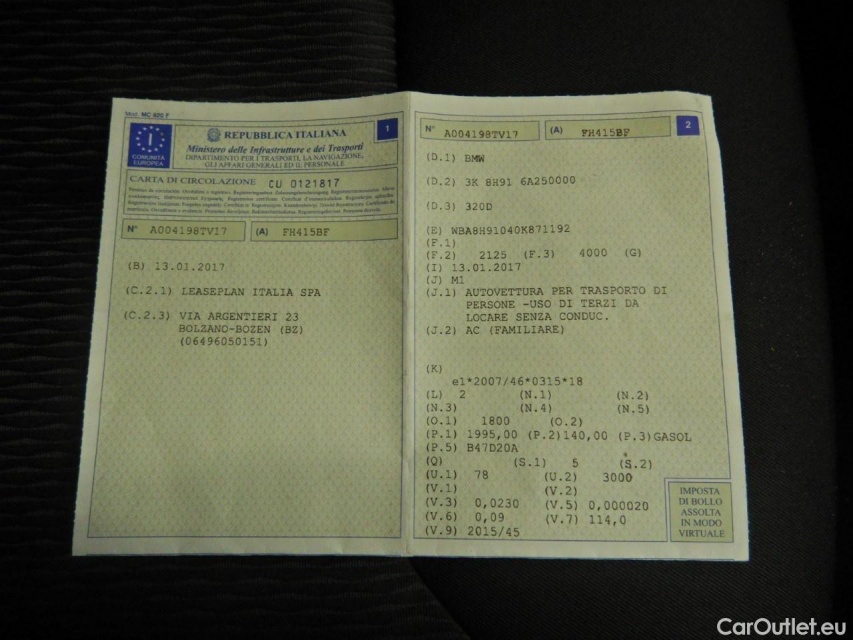 Mod. MC 820 F
1
REPUBBLICA ITALIANA
Ministero delle Infrastrutture e dei Trasporti
DIPARTIMENTO PER I TRASPORTI, LA NAVIGAZIONE,
GLI AFFARI GENERALI ED IL PERSONALE
I
COMUNITÀ
EUROPEA
CARTA DI CIRCOLAZIONE CU 0121817
N° A004198TV17 (A) FH415BF
(B) 13.01.2017
(C.2.1) LEASEPLAN ITALIA SPA
(C.2.3) VIA ARGENTIERI 23
BOLZANO-BOZEN (BZ)
(06496050151)
N° A004198TV17 (A) FH415BF 2
(D.1) BMW
(D.2) 3K 8H91 6A250000
(D.3) 320D
(E) WBA8H91040K871192
(F.1)
(F.2) 2125 (F.3) 4000 (G)
(I) 13.01.2017
(J) M1
(J.1) AUTOVETTURA PER TRASPORTO DI
PERSONE -USO DI TERZI DA
LOCARE SENZA CONDUC.
(J.2) AC (FAMILIARE)
(K)
e1*2007/46*0315*18
(L) 2 (N.1) (N.2)
(N.3) (N.4) (N.5)
(O.1) 1800 (O.2)
(P.1) 1995,00 (P.2)140,00 (P.3)GASOL
(P.5) B47D20A
(Q) (S.1) 5 (S.2)
(U.1) 78 (U.2) 3000
(V.1) (V.2)
(V.3) 0,0230 (V.5) 0,000020
(V.6) 0,09 (V.7) 114,0
(V.9) 2015/45
IMPOSTA
DI BOLLO
ASSOLTA
IN MODO
VIRTUALE
CarOutlet.eu